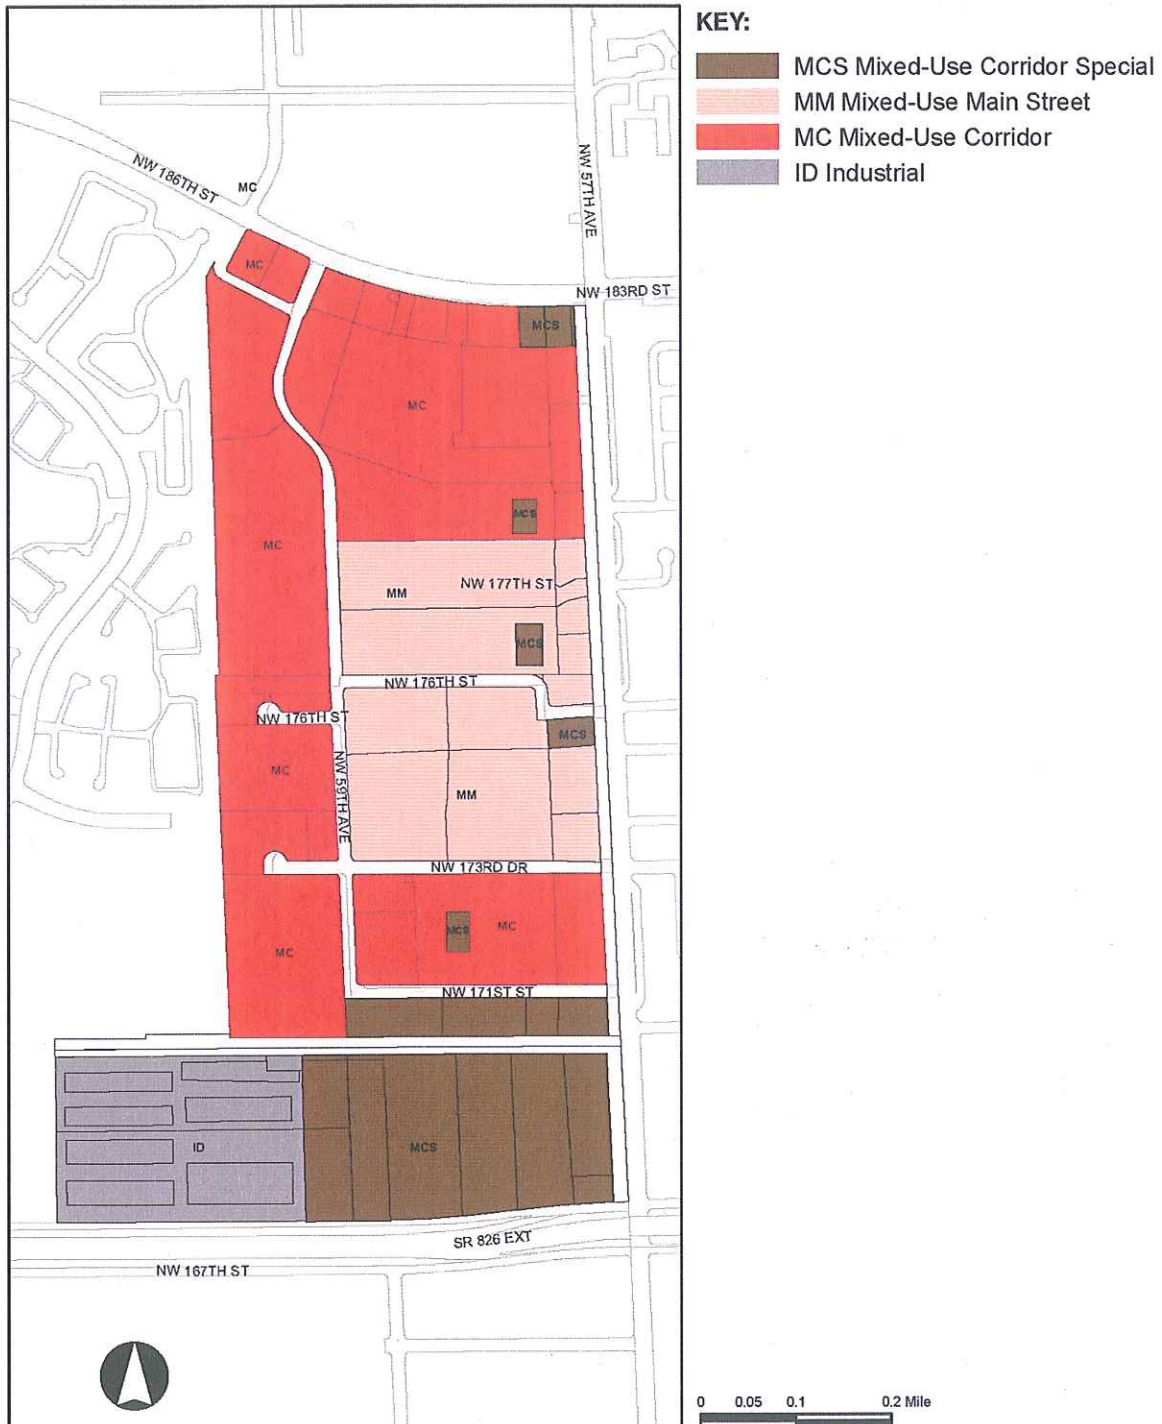 KEY:
MCS Mixed-Use Corridor Special
MM Mixed-Use Main Street
MC Mixed-Use Corridor
ID Industrial
NW 186TH ST
MC
NW 57TH AVE
MC
NW 183RD ST
MCS
MC
MCS
MC
NW 177TH ST
MM
MCS
NW 176TH ST
NW 176TH ST
MCS
MC
NW 59TH AVE
MM
NW 173RD DR
MCS
MC
MC
NW 171ST ST
MCS
ID
SR 826 EXT
NW 167TH ST
0 0.05 0.1 0.2 Mile